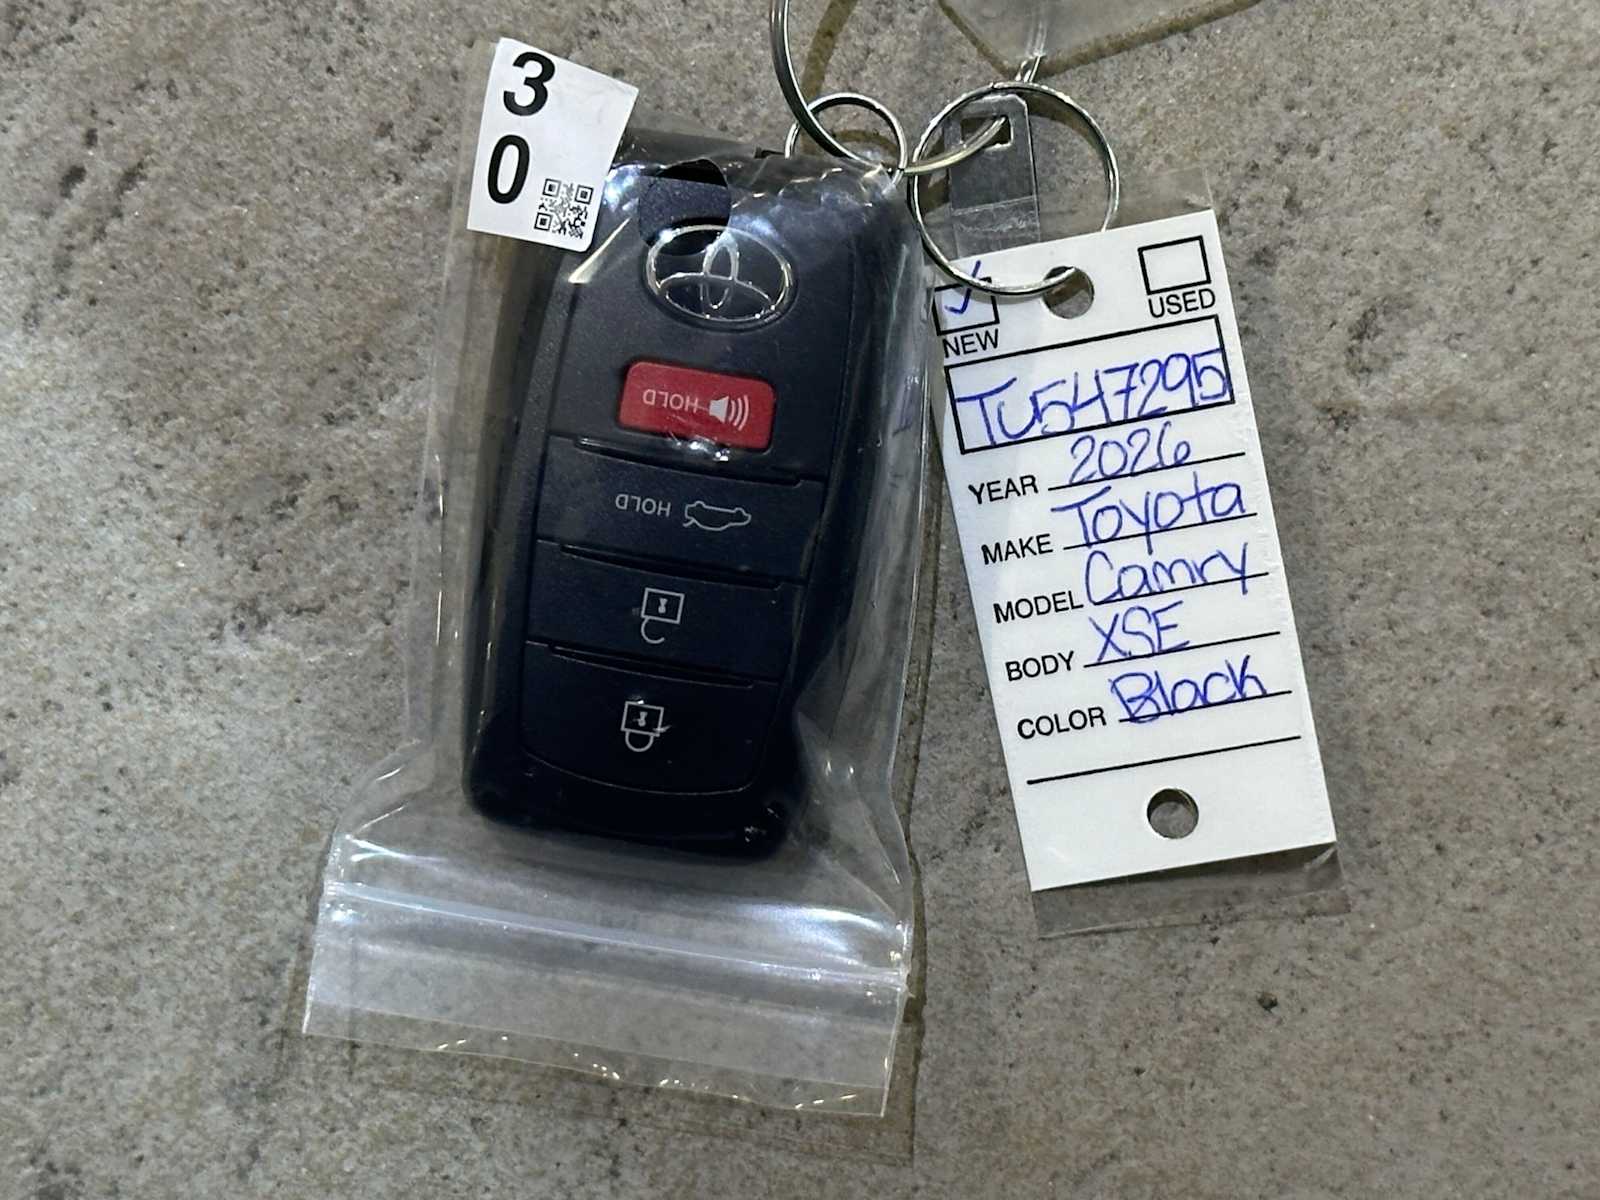 3
0
HOLD
HOLD
NEW
USED
TU547295
YEAR 2026
MAKE Toyota
MODEL Camry
BODY XSE
COLOR Black